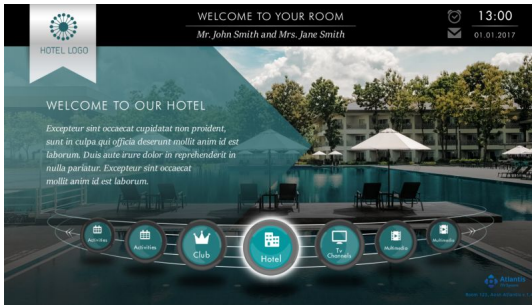 HOTEL LOGO
WELCOME TO YOUR ROOM
Mr. John Smith and Mrs. Jane Smith
13:00
01.01.2017
WELCOME TO OUR HOTEL
Excepteur sint occaecat cupidatat non proident,
sunt in culpa qui officia deserunt mollit anim id est
laborum. Duis aute irure dolor in reprehenderit in
nulla pariatur. Excepteur sint occaecat
mollit anim id est laborum.
Activities
Activities
Club
Hotel
Tv
Channels
Multimedia
Multimedia
Atlantis